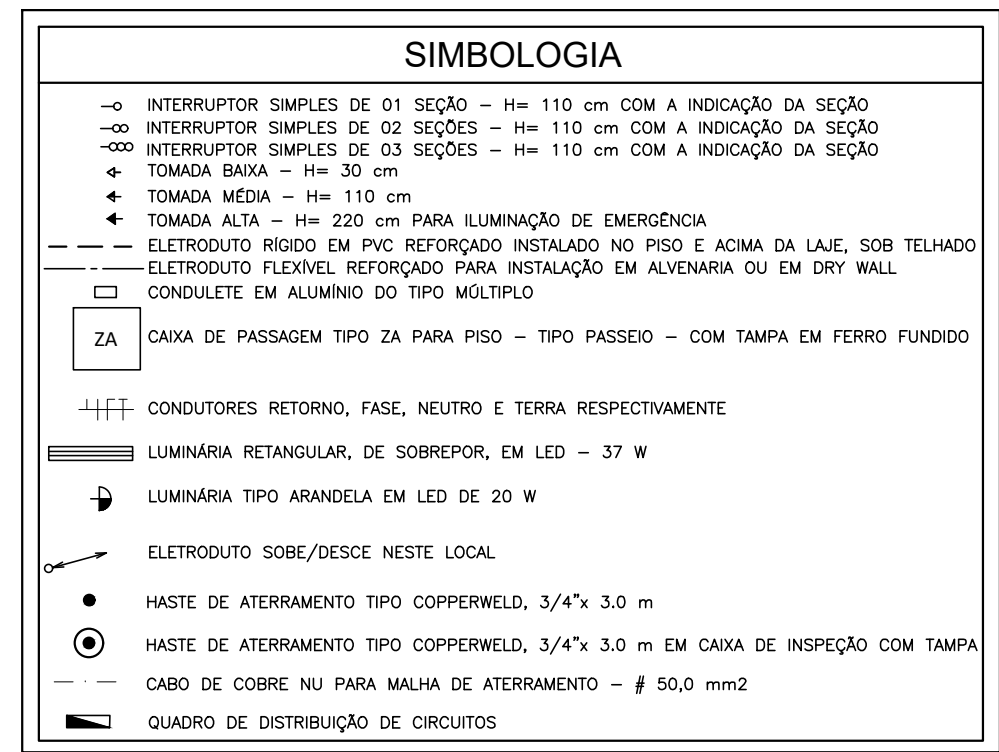 SIMBOLOGIA
INTERRUPTOR SIMPLES DE 01 SEÇÃO – H= 110 cm COM A INDICAÇÃO DA SEÇÃO
INTERRUPTOR SIMPLES DE 02 SEÇÕES – H= 110 cm COM A INDICAÇÃO DA SEÇÃO
INTERRUPTOR SIMPLES DE 03 SEÇÕES – H= 110 cm COM A INDICAÇÃO DA SEÇÃO
TOMADA BAIXA – H= 30 cm
TOMADA MÉDIA – H= 110 cm
TOMADA ALTA – H= 220 cm PARA ILUMINAÇÃO DE EMERGÊNCIA
ELETRODUTO RÍGIDO EM PVC REFORÇADO INSTALADO NO PISO E ACIMA DA LAJE, SOB TELHADO
ELETRODUTO FLEXÍVEL REFORÇADO PARA INSTALAÇÃO EM ALVENARIA OU EM DRY WALL
CONDULETE EM ALUMÍNIO DO TIPO MÚLTIPLO
ZA CAIXA DE PASSAGEM TIPO ZA PARA PISO – TIPO PASSEIO – COM TAMPA EM FERRO FUNDIDO
CONDUTORES RETORNO, FASE, NEUTRO E TERRA RESPECTIVAMENTE
LUMINÁRIA RETANGULAR, DE SOBREPOR, EM LED – 37 W
LUMINÁRIA TIPO ARANDELA EM LED DE 20 W
ELETRODUTO SOBE/DESCE NESTE LOCAL
HASTE DE ATERRAMENTO TIPO COPPERWELD, 3/4"x 3.0 m
HASTE DE ATERRAMENTO TIPO COPPERWELD, 3/4"x 3.0 m EM CAIXA DE INSPEÇÃO COM TAMPA
CABO DE COBRE NU PARA MALHA DE ATERRAMENTO – # 50,0 mm2
QUADRO DE DISTRIBUIÇÃO DE CIRCUITOS